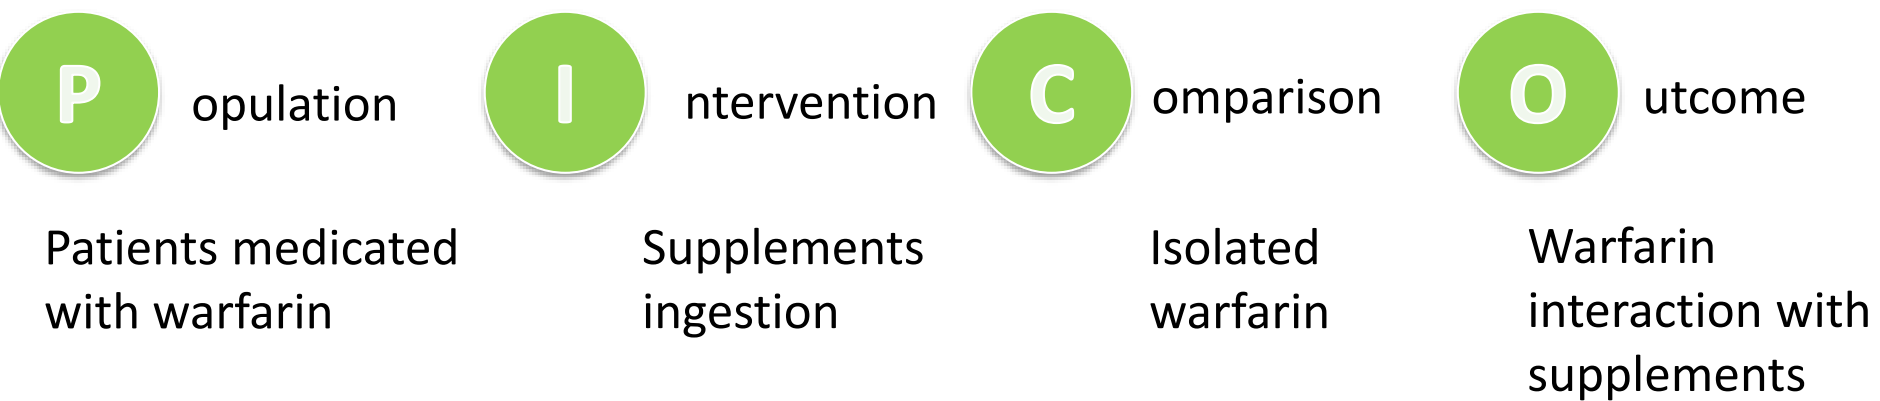 P opulation
I ntervention
C omparison
O utcome
Patients medicated
with warfarin
Supplements
ingestion
Isolated
warfarin
Warfarin
interaction with
supplements